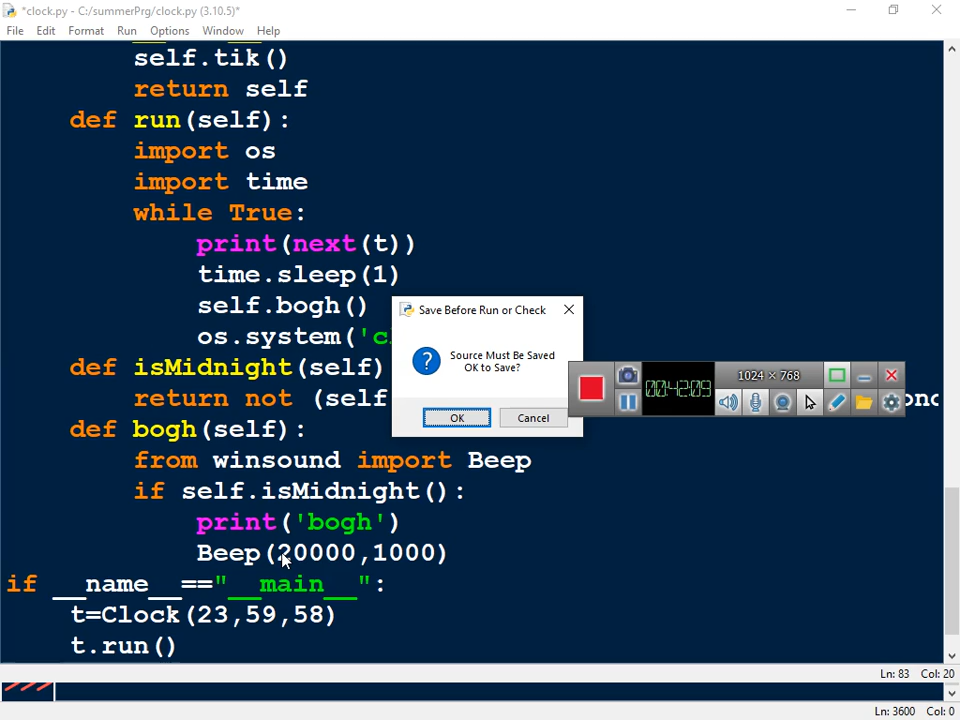 *clock.py - C:/summerPrg/clock.py (3.10.5)*
File Edit Format Run Options Window Help
self.tik()
return self
def run(self):
import os
import time
while True:
print(next(t))
time.sleep(1)
self.bogh()
os.system('c
def isMidnight(self)
return not (self
ond
def bogh(self):
from winsound import Beep
if self.isMidnight():
print('bogh')
Beep(20000,1000)
if __name__=="__main__":
t=Clock(23,59,58)
t.run()
Save Before Run or Check
Source Must Be Saved
OK to Save?
OK Cancel
00:42:09
1024 × 768
Ln: 83 Col: 20
Ln: 3600 Col: 0